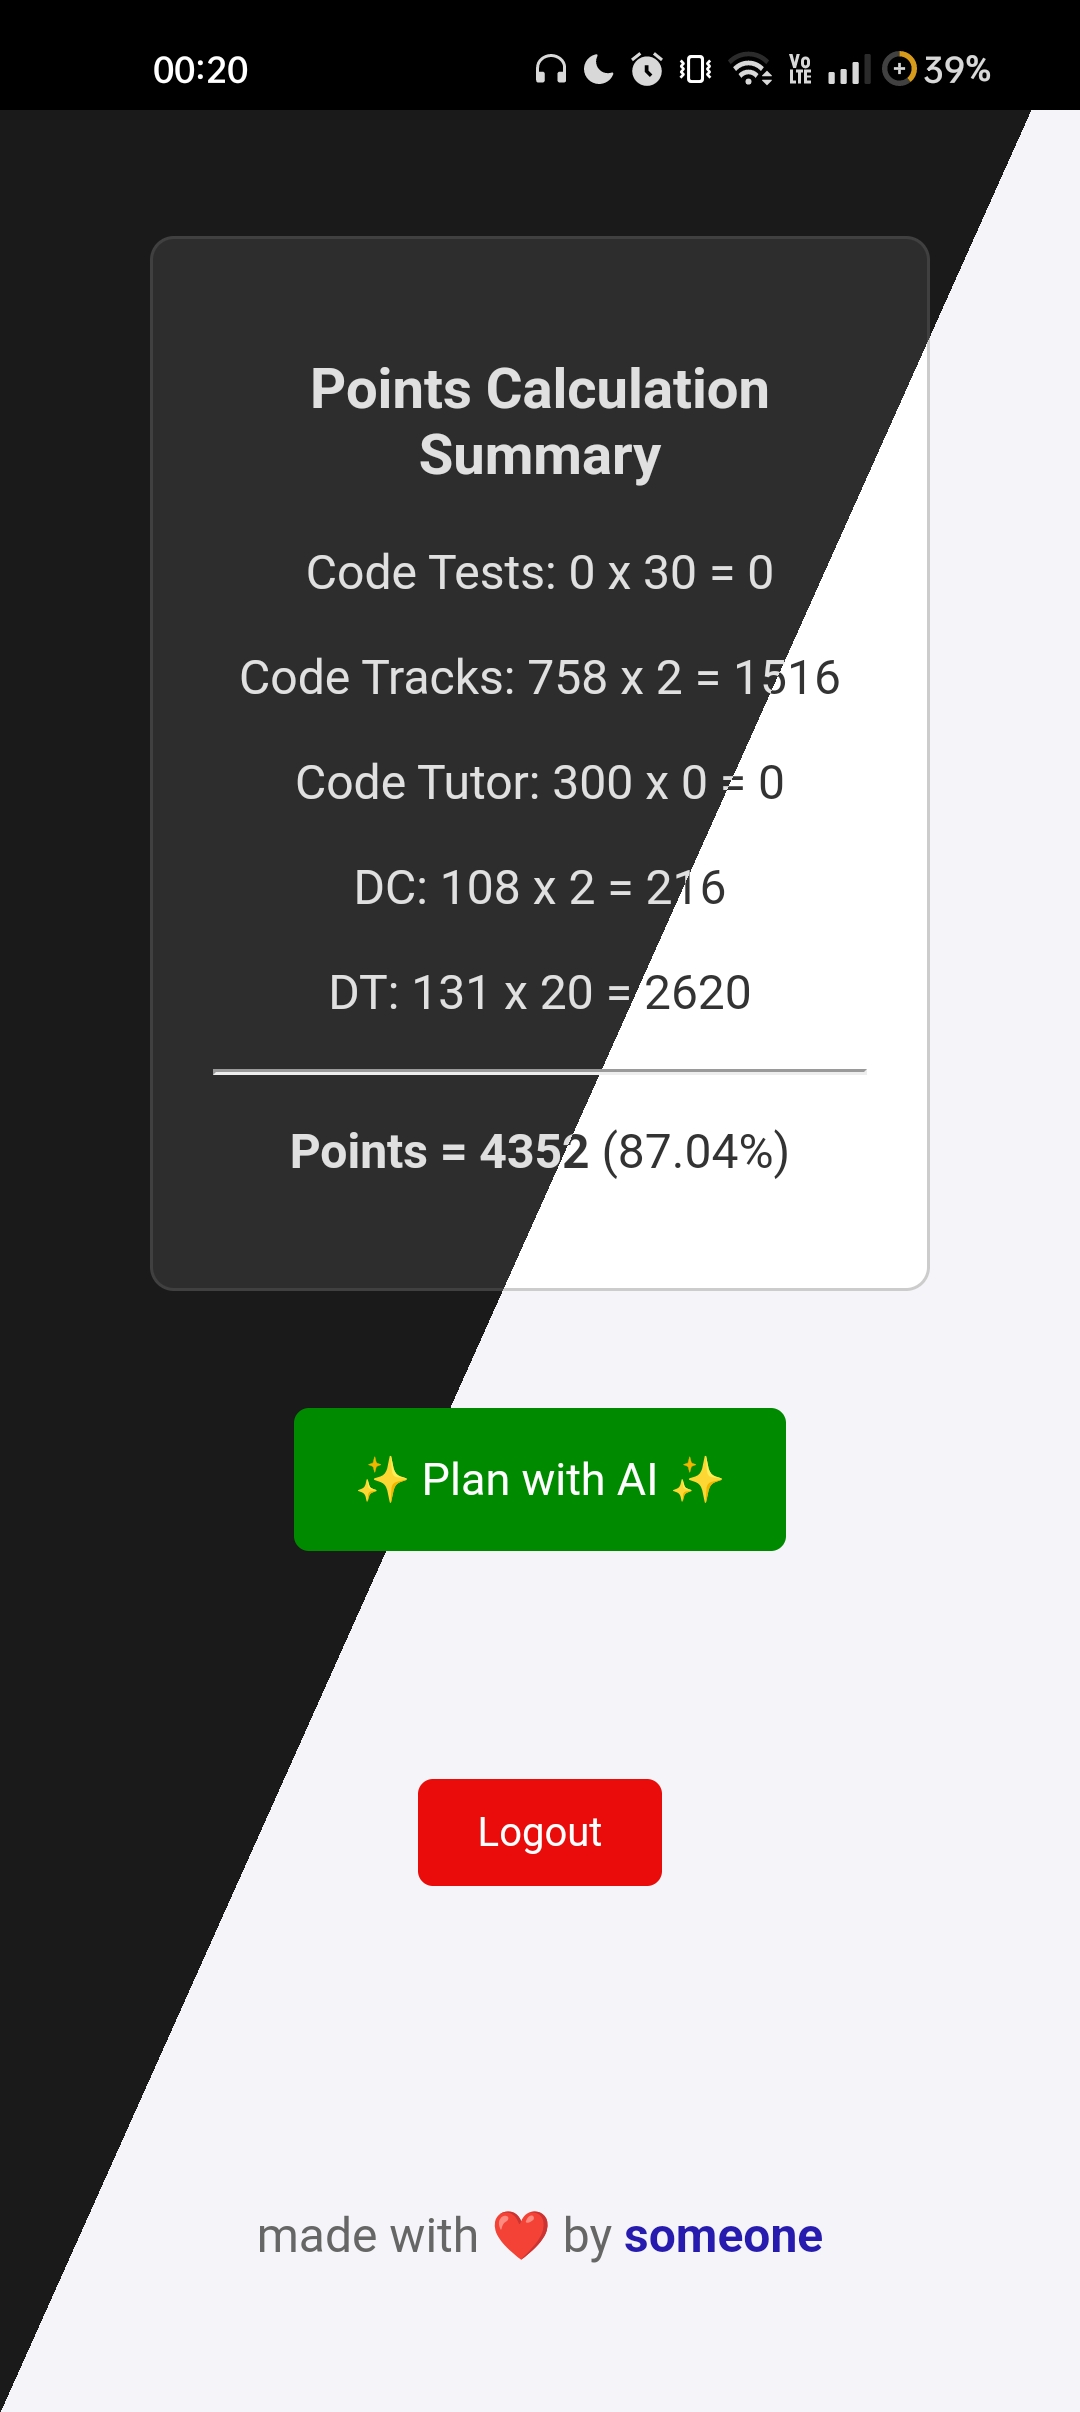 00:20
Vo
LTE
39%
Points Calculation
Summary
Code Tests: 0 x 30 = 0
Code Tracks: 758 x 2 = 1516
Code Tutor: 300 x 0 = 0
DC: 108 x 2 = 216
DT: 131 x 20 = 2620
Points = 4352 (87.04%)
✨ Plan with AI ✨
Logout
made with ❤️ by someone